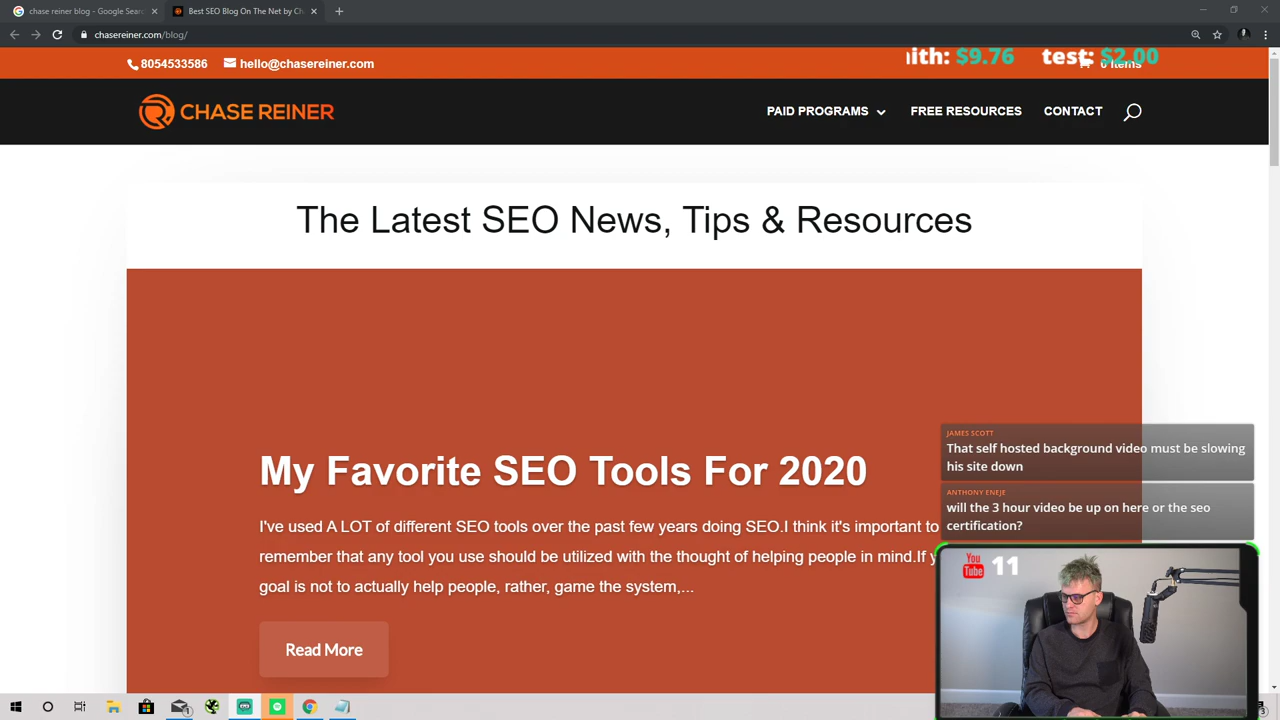 chase reiner blog - Google Sear
Best SEO Blog On The Net by Ch
chasereiner.com/blog/
8054533586
hello@chasereiner.com
ith: $9.76
test: $2.00
0 Items
CHASE REINER
PAID PROGRAMS
FREE RESOURCES
CONTACT
The Latest SEO News, Tips & Resources
My Favorite SEO Tools For 2020
I've used A LOT of different SEO tools over the past few years doing SEO.I think it's important to
remember that any tool you use should be utilized with the thought of helping people in mind.If y
goal is not to actually help people, rather, game the system,...
Read More
JAMES SCOTT
That self hosted background video must be slowing
his site down
ANTHONY ENEJE
will the 3 hour video be up on here or the seo
certification?
You
Tube
11
1
3